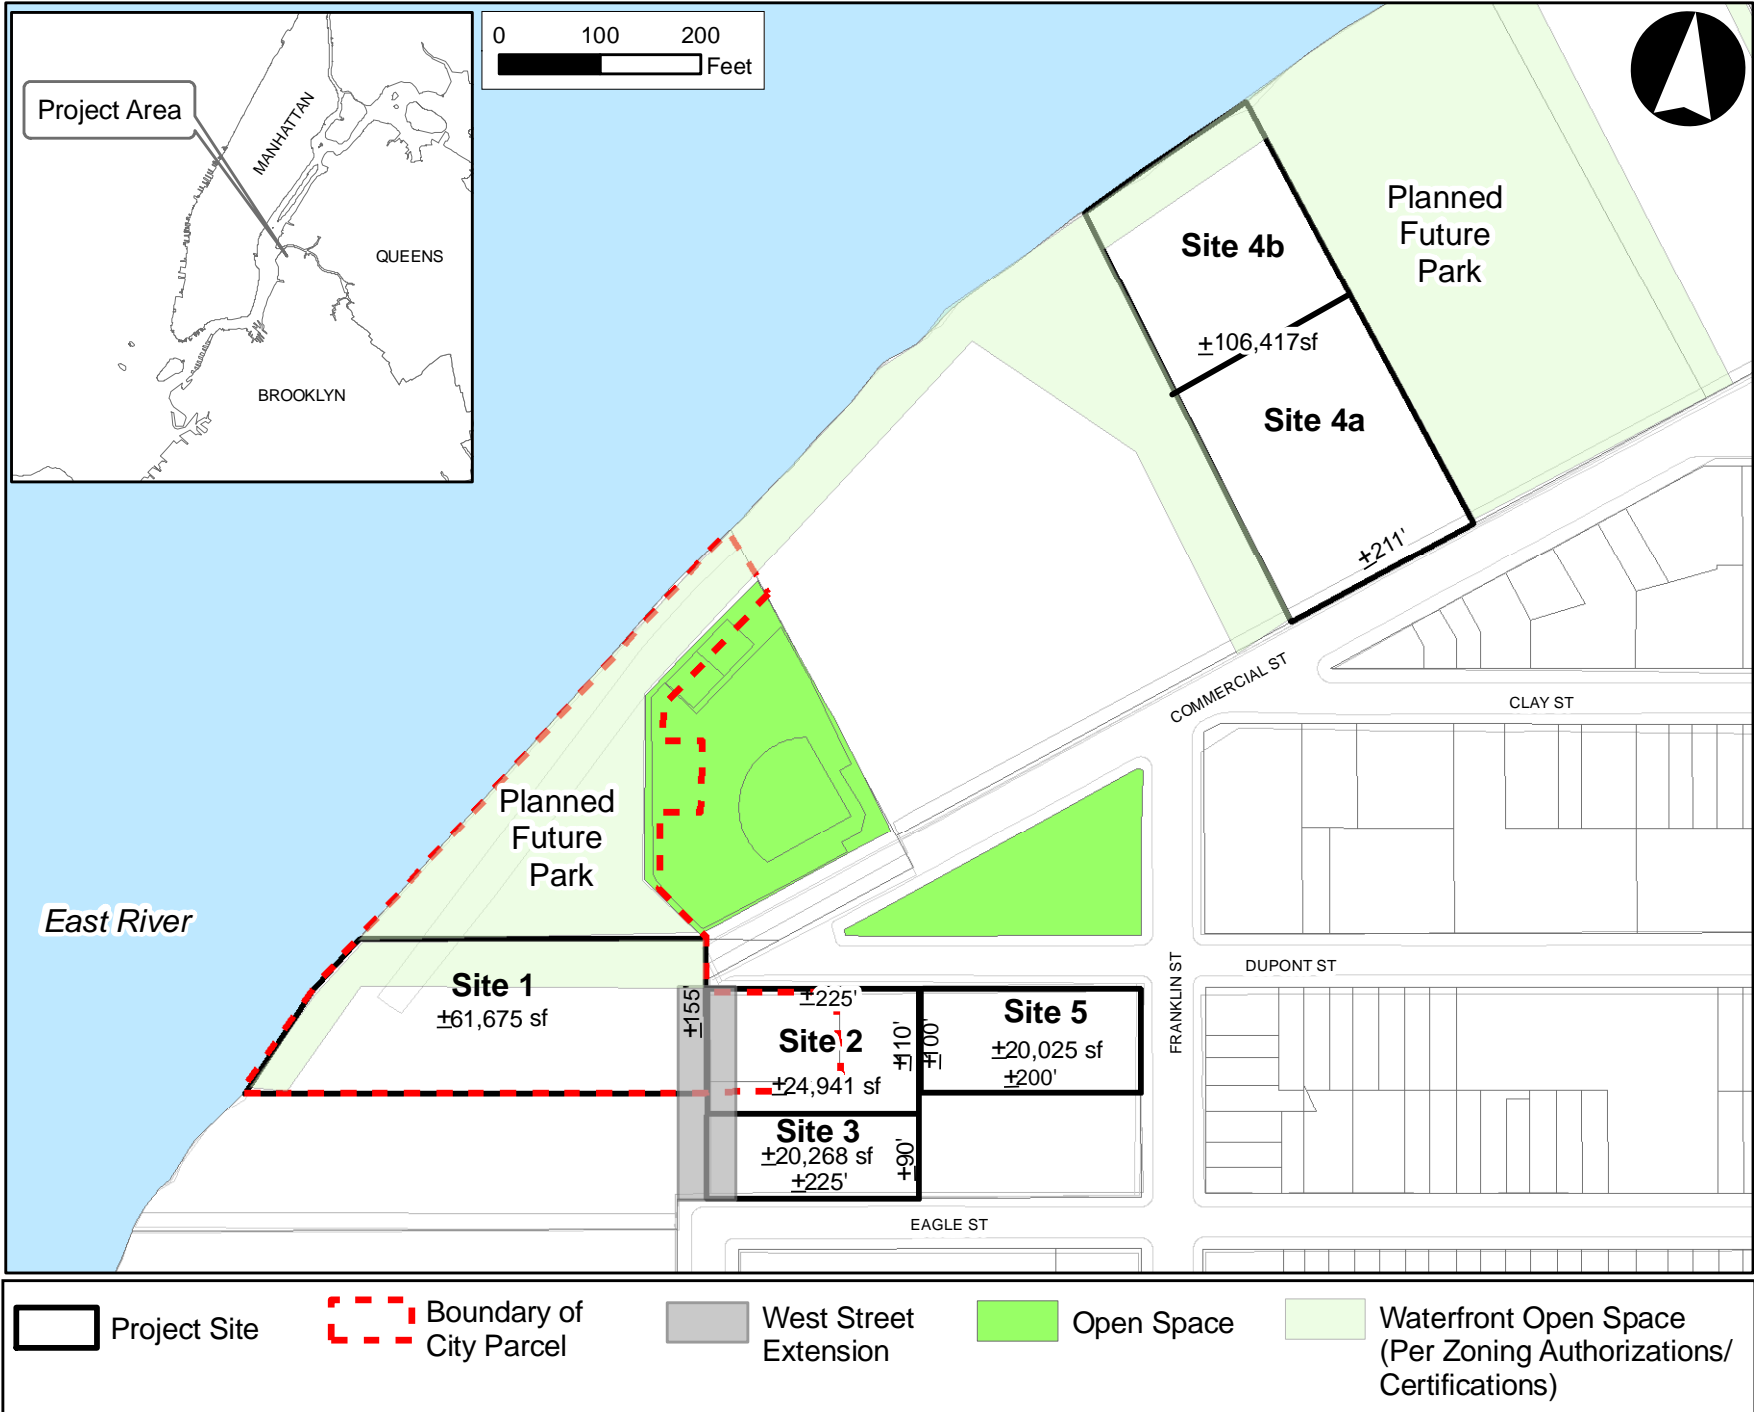 0 100 200
Feet
Project Area
MANHATTAN
QUEENS
BROOKLYN
Planned
Future
Park
Site 4b
±106,417sf
Site 4a
±211'
COMMERCIAL ST
CLAY ST
Planned
Future
Park
East River
Site 1
±61,675 sf
±155'
±225'
Site 2
±24,941 sf
±110'
±100'
Site 5
±20,025 sf
±200'
Site 3
±20,268 sf
±225'
±90'
FRANKLIN ST
DUPONT ST
EAGLE ST
Project Site
Boundary of
City Parcel
West Street
Extension
Open Space
Waterfront Open Space
(Per Zoning Authorizations/
Certifications)